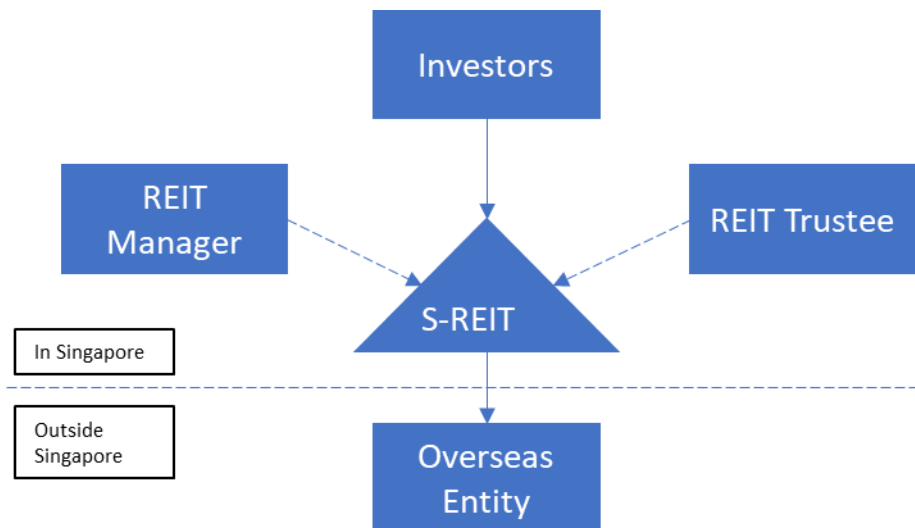 Investors
REIT
Manager
REIT Trustee
S-REIT
In Singapore
Outside
Singapore
Overseas
Entity